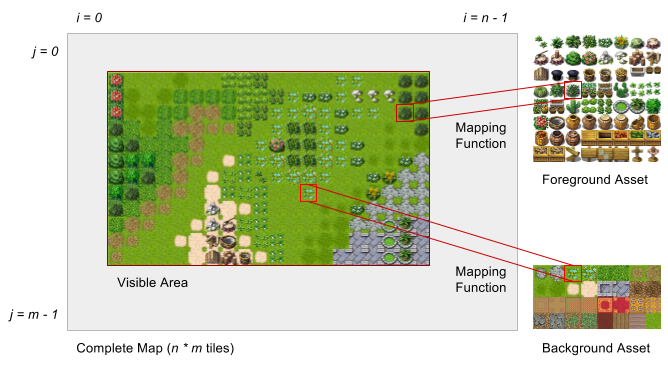 i = 0
i = n - 1
j = 0
Mapping
Function
Foreground Asset
Mapping
Function
Visible Area
j = m - 1
Complete Map (n * m tiles)
Background Asset